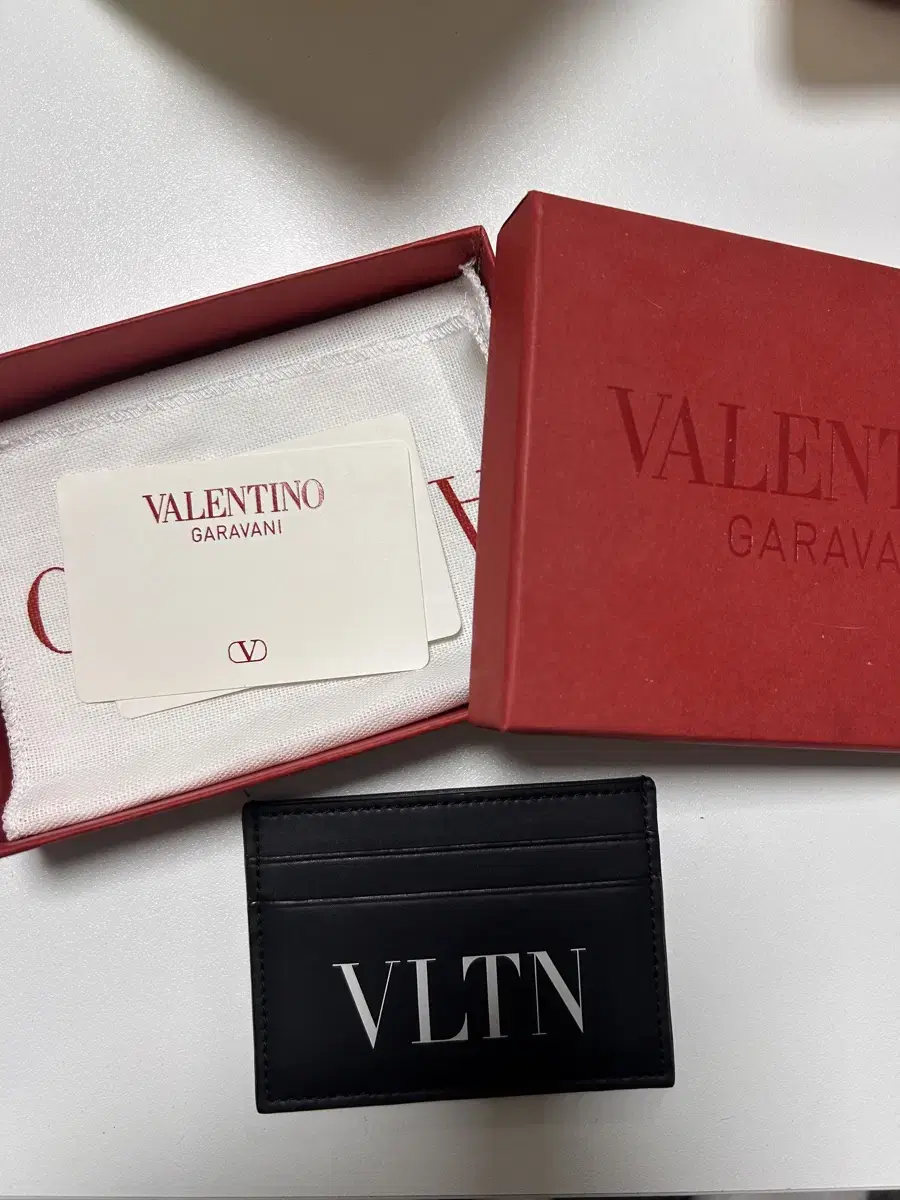 VALENTINO
GARAVANI
V
VALENT
GARAVA
VLTN